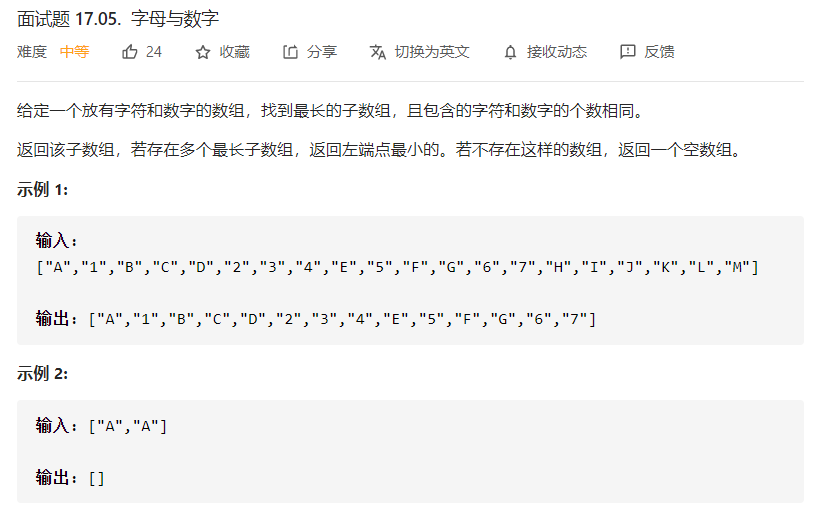 面试题 17.05. 字母与数字
难度 中等 24 收藏 分享 切换为英文 接收动态 反馈
给定一个放有字符和数字的数组，找到最长的子数组，且包含的字符和数字的个数相同。
返回该子数组，若存在多个最长子数组，返回左端点最小的。若不存在这样的数组，返回一个空数组。
示例 1:
输入:
["A","1","B","C","D","2","3","4","E","5","F","G","6","7","H","I","J","K","L","M"]
输出: ["A","1","B","C","D","2","3","4","E","5","F","G","6","7"]
示例 2:
输入: ["A","A"]
输出: []